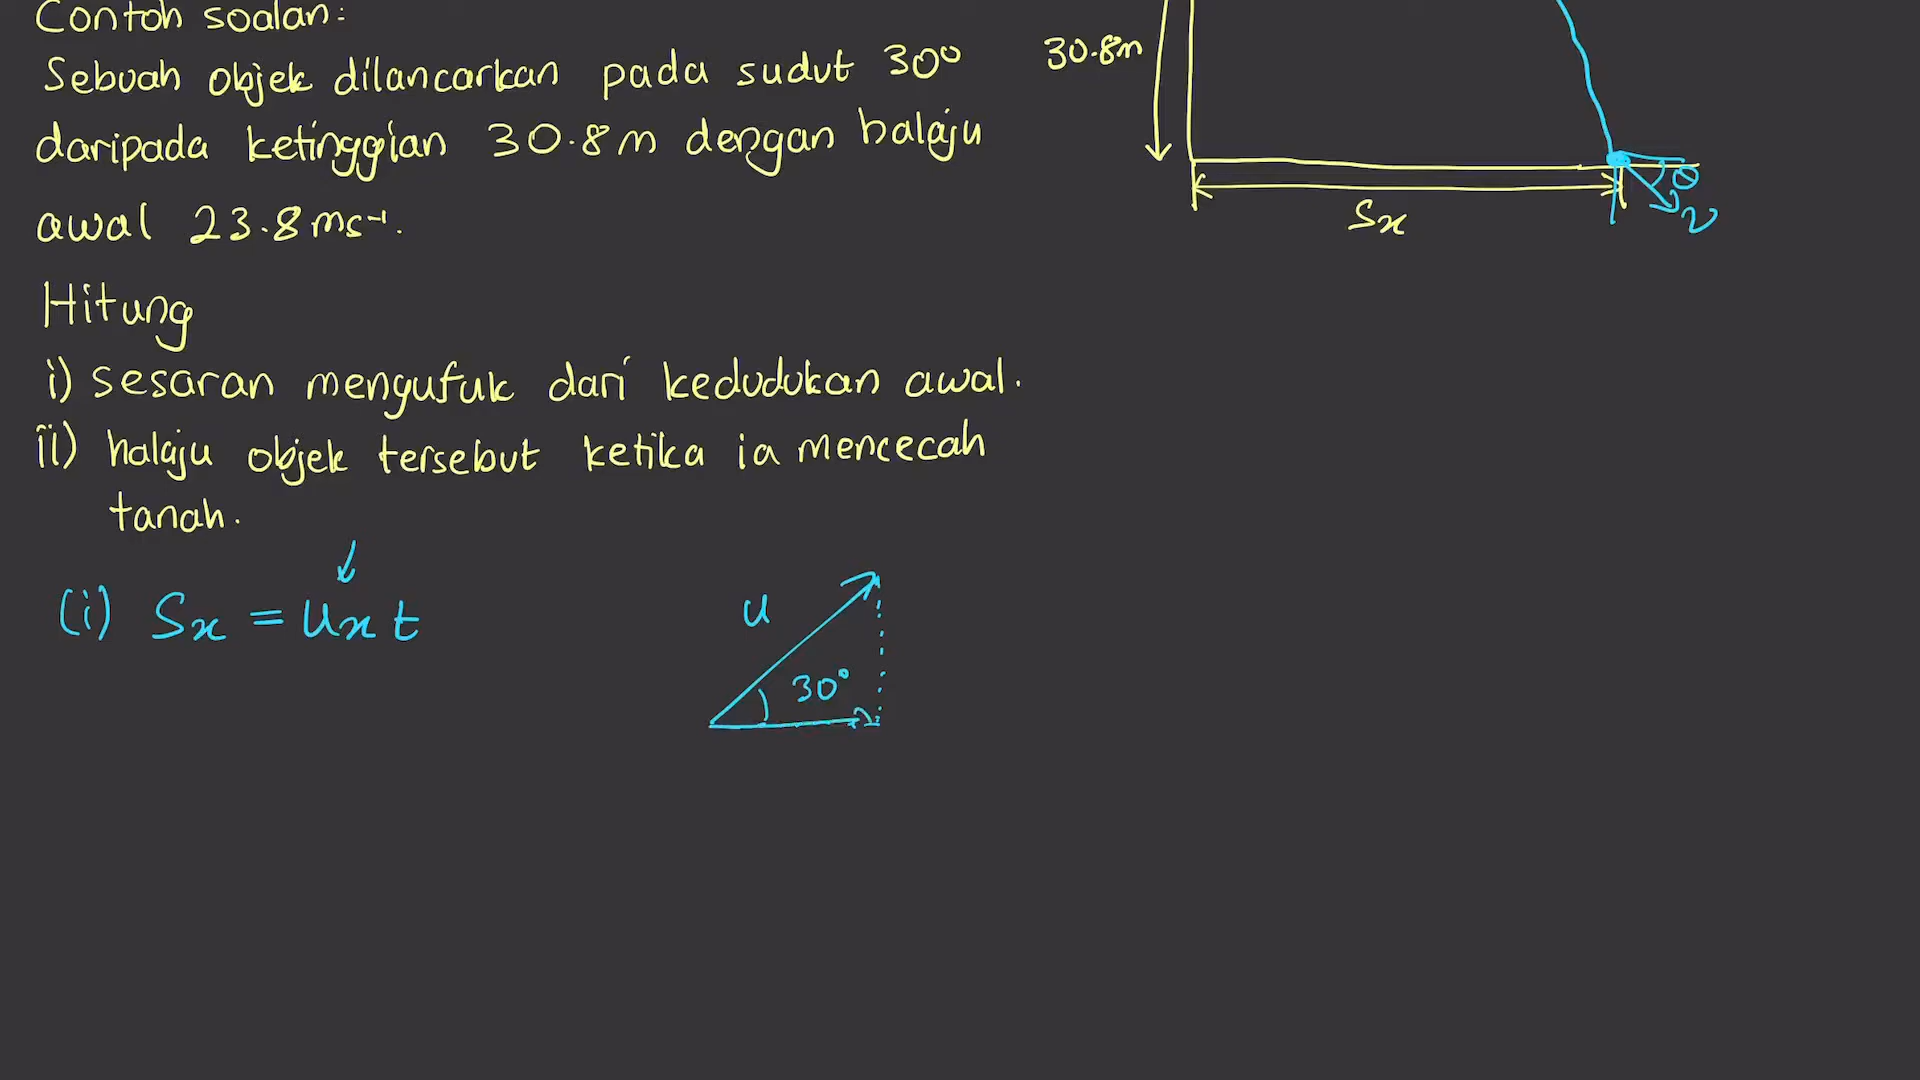 Contoh soalan:
Sebuah objek dilancarkan pada sudut 30°
daripada ketinggian 30.8m dengan halaju
awal 23.8 ms⁻¹.
Hitung
i) sesaran mengufuk dari kedudukan awal.
ii) halaju objek tersebut ketika ia mencecah
tanah.
(i) Sx = Ux t
u
30°
30.8m
Sx
θ
v